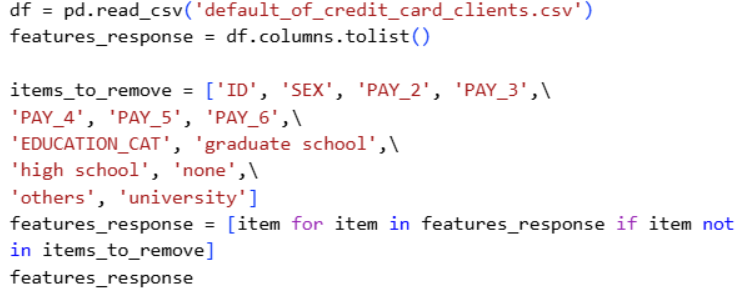 df = pd.read_csv('default_of_credit_card_clients.csv')
features_response = df.columns.tolist()
items_to_remove = ['ID', 'SEX', 'PAY_2', 'PAY_3',\
'PAY_4', 'PAY_5', 'PAY_6',\
'EDUCATION_CAT', 'graduate school',\
'high school', 'none',\
'others', 'university']
features_response = [item for item in features_response if item not
in items_to_remove]
features_response